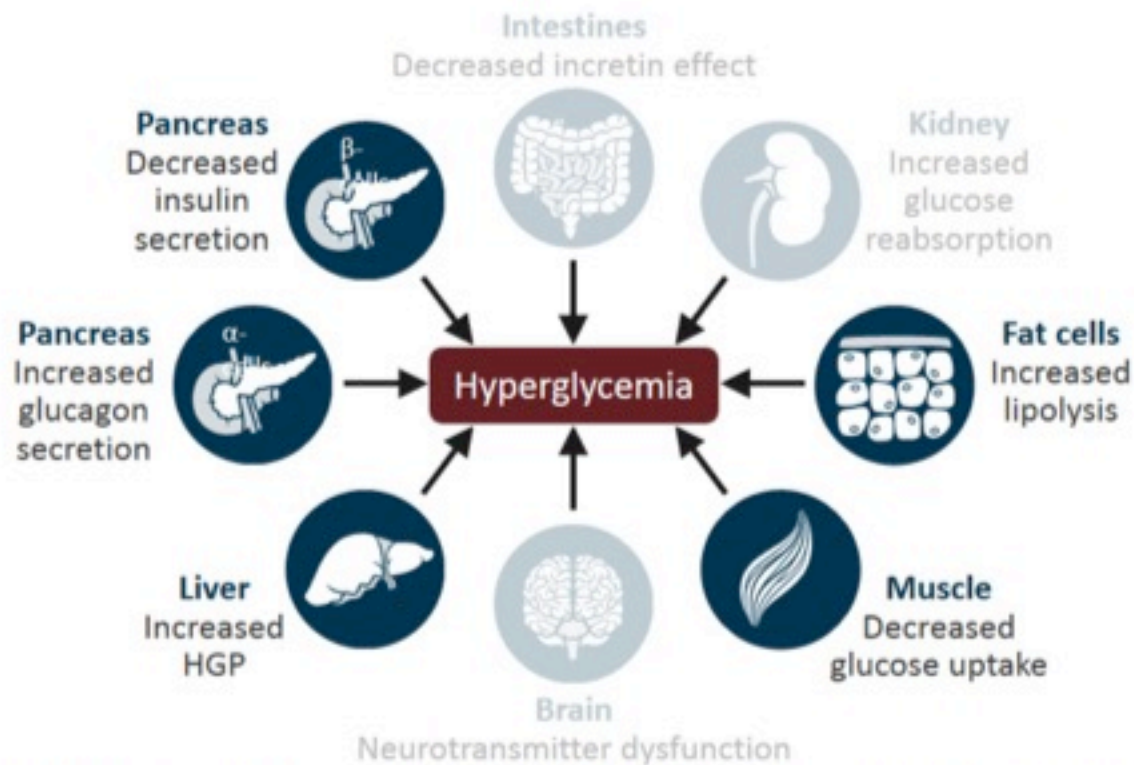 Intestines
Decreased incretin effect
Pancreas
Decreased
insulin
secretion
β-
Kidney
Increased
glucose
reabsorption
Pancreas
Increased
glucagon
secretion
α-
Hyperglycemia
Fat cells
Increased
lipolysis
Liver
Increased
HGP
Muscle
Decreased
glucose uptake
Brain
Neurotransmitter dysfunction